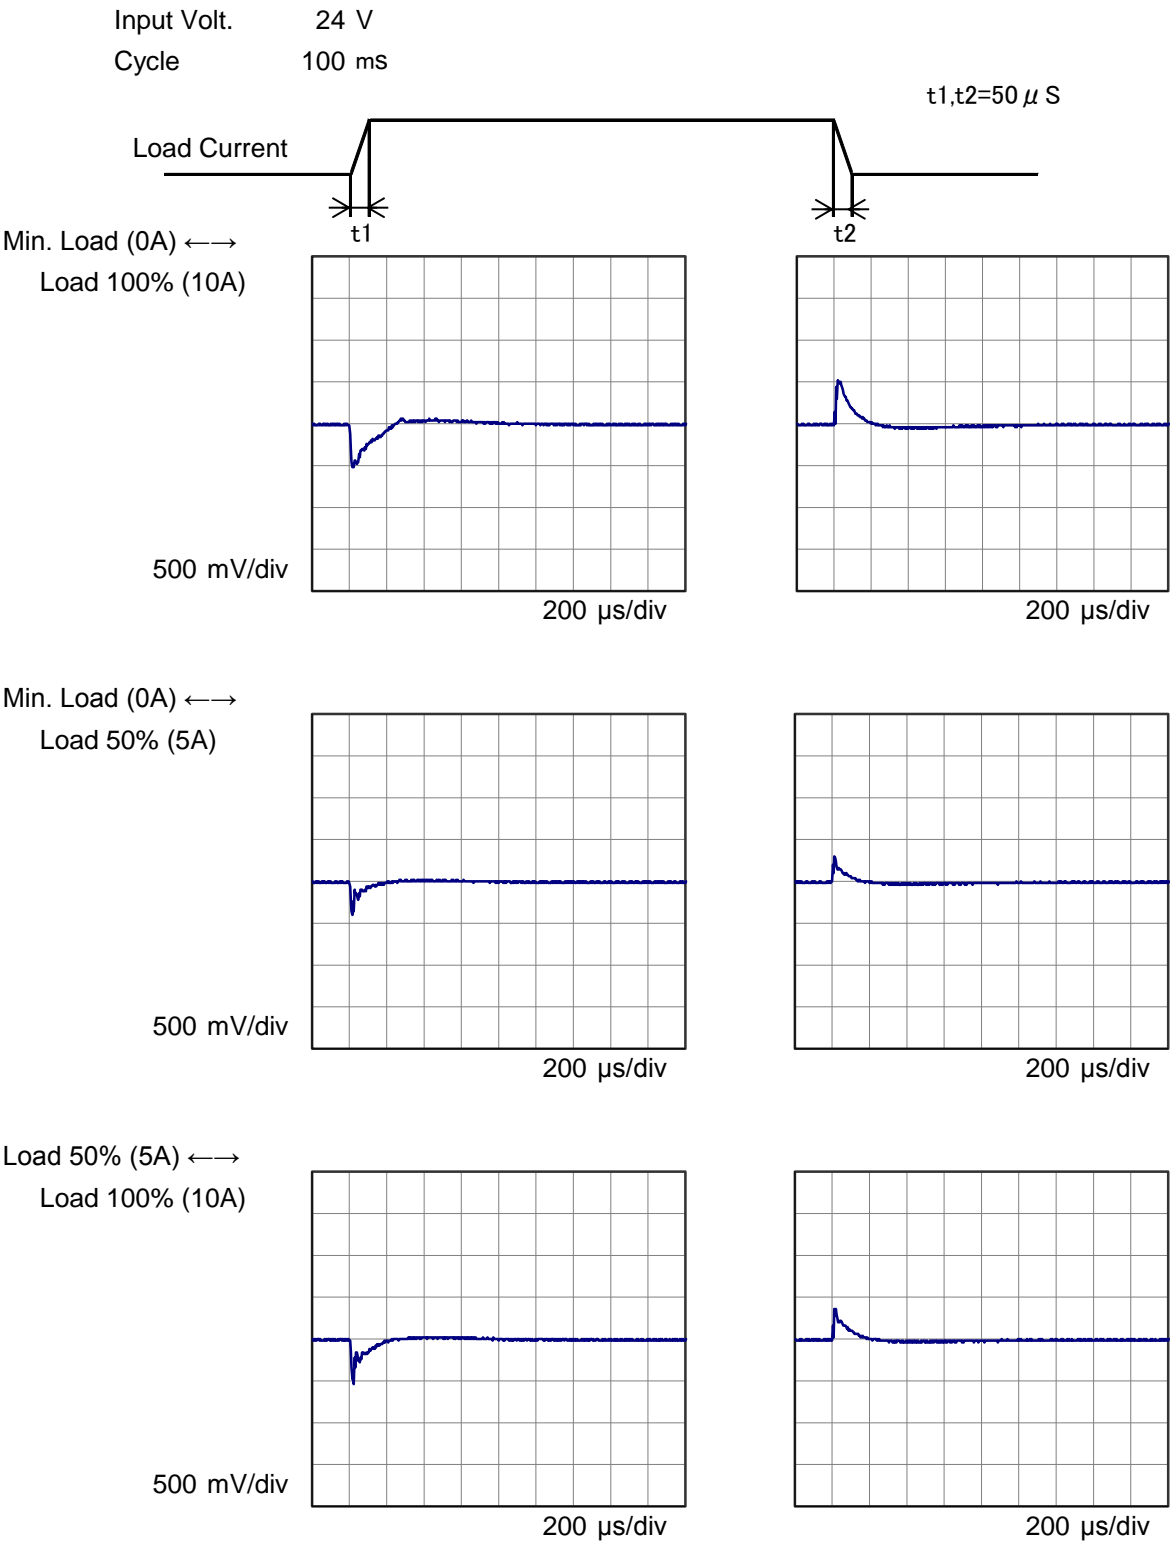 Input Volt. 24 V
Cycle 100 ms
t1,t2=50 μ S
Load Current
t1 t2
Min. Load (0A) ←→
Load 100% (10A)
500 mV/div
200 μs/div 200 μs/div
Min. Load (0A) ←→
Load 50% (5A)
500 mV/div
200 μs/div 200 μs/div
Load 50% (5A) ←→
Load 100% (10A)
500 mV/div
200 μs/div 200 μs/div